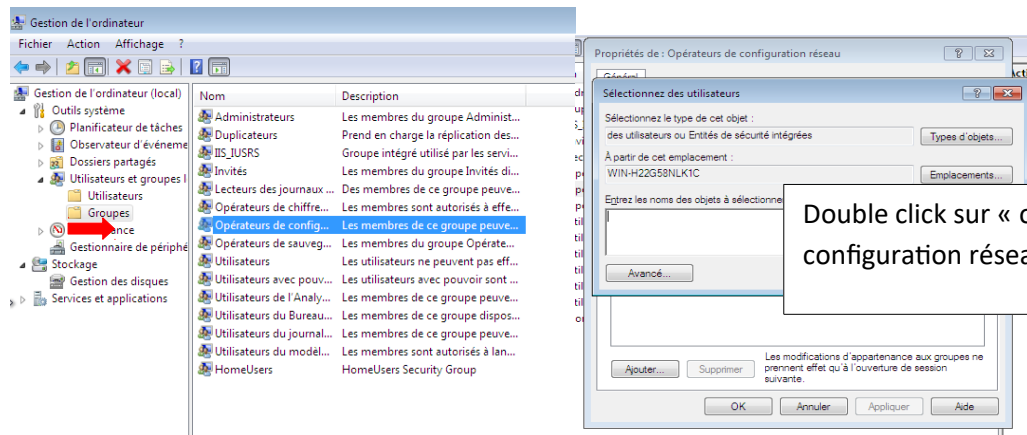 Gestion de l'ordinateur
Fichier Action Affichage ?
Gestion de l'ordinateur (local)
Outils système
Planificateur de tâches
Observateur d'événeme
Dossiers partagés
Utilisateurs et groupes l
Utilisateurs
Groupes
ance
Gestionnaire de périphé
Stockage
Gestion des disques
Services et applications
Nom Description
Administrateurs Les membres du groupe Administ...
Duplicateurs Prend en charge la réplication des...
IIS_IUSRS Groupe intégré utilisé par les servi...
Invités Les membres du groupe Invités di...
Lecteurs des journaux ... Des membres de ce groupe peuve...
Opérateurs de chiffre... Les membres sont autorisés à effe...
Opérateurs de config... Les membres de ce groupe peuve...
Opérateurs de sauveg... Les membres du groupe Opérate...
Utilisateurs Les utilisateurs ne peuvent pas eff...
Utilisateurs avec pouv... Les utilisateurs avec pouvoir sont ...
Utilisateurs de l'Analy... Les membres de ce groupe peuve...
Utilisateurs du Bureau... Les membres de ce groupe dispos...
Utilisateurs du journal... Les membres de ce groupe peuve...
Utilisateurs du modèl... Les membres sont autorisés à lan...
HomeUsers HomeUsers Security Group
Propriétés de : Opérateurs de configuration réseau
Général
Sélectionnez des utilisateurs
Sélectionnez le type de cet objet :
des utilisateurs ou Entités de sécurité intégrées
Types d'objets...
À partir de cet emplacement :
WIN-H22G58NLK1C
Emplacements...
Entrez les noms des objets à sélectionne
Avancé...
Double click sur « 
configuration résea
Ajouter... Supprimer
Les modifications d'appartenance aux groupes ne
prennent effet qu'à l'ouverture de session
suivante.
OK Annuler Appliquer Aide